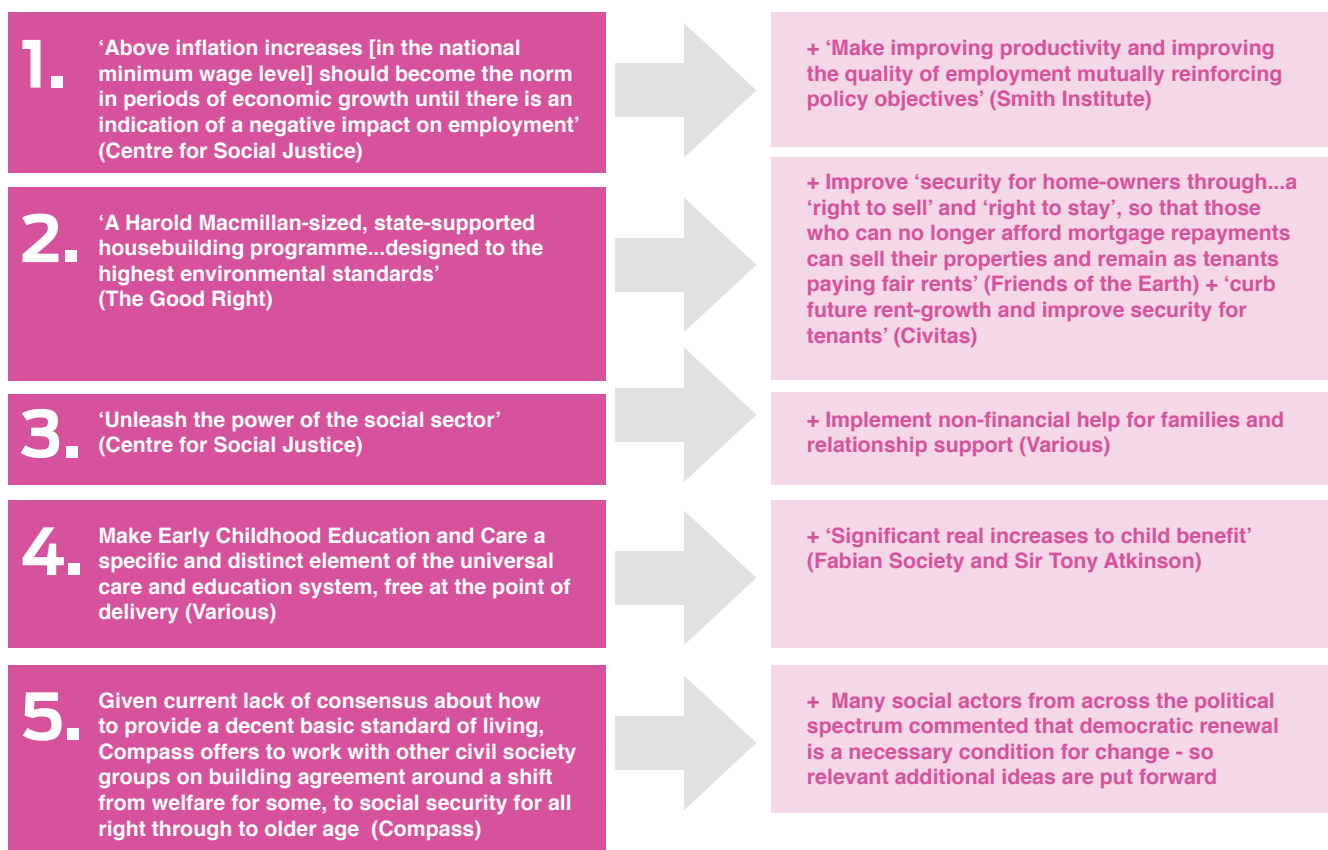 1.
‘Above inflation increases [in the national
minimum wage level] should become the norm
in periods of economic growth until there is an
indication of a negative impact on employment’
(Centre for Social Justice)
+ ‘Make improving productivity and improving
the quality of employment mutually reinforcing
policy objectives’ (Smith Institute)
2.
‘A Harold Macmillan-sized, state-supported
housebuilding programme...designed to the
highest environmental standards’
(The Good Right)
+ Improve ‘security for home-owners through...a
‘right to sell’ and ‘right to stay’, so that those
who can no longer afford mortgage repayments
can sell their properties and remain as tenants
paying fair rents’ (Friends of the Earth) + ‘curb
future rent-growth and improve security for
tenants’ (Civitas)
3.
‘Unleash the power of the social sector’
(Centre for Social Justice)
+ Implement non-financial help for families and
relationship support (Various)
4.
Make Early Childhood Education and Care a
specific and distinct element of the universal
care and education system, free at the point of
delivery (Various)
+ ‘Significant real increases to child benefit’
(Fabian Society and Sir Tony Atkinson)
5.
Given current lack of consensus about how
to provide a decent basic standard of living,
Compass offers to work with other civil society
groups on building agreement around a shift
from welfare for some, to social security for all
right through to older age (Compass)
+ Many social actors from across the political
spectrum commented that democratic renewal
is a necessary condition for change - so
relevant additional ideas are put forward